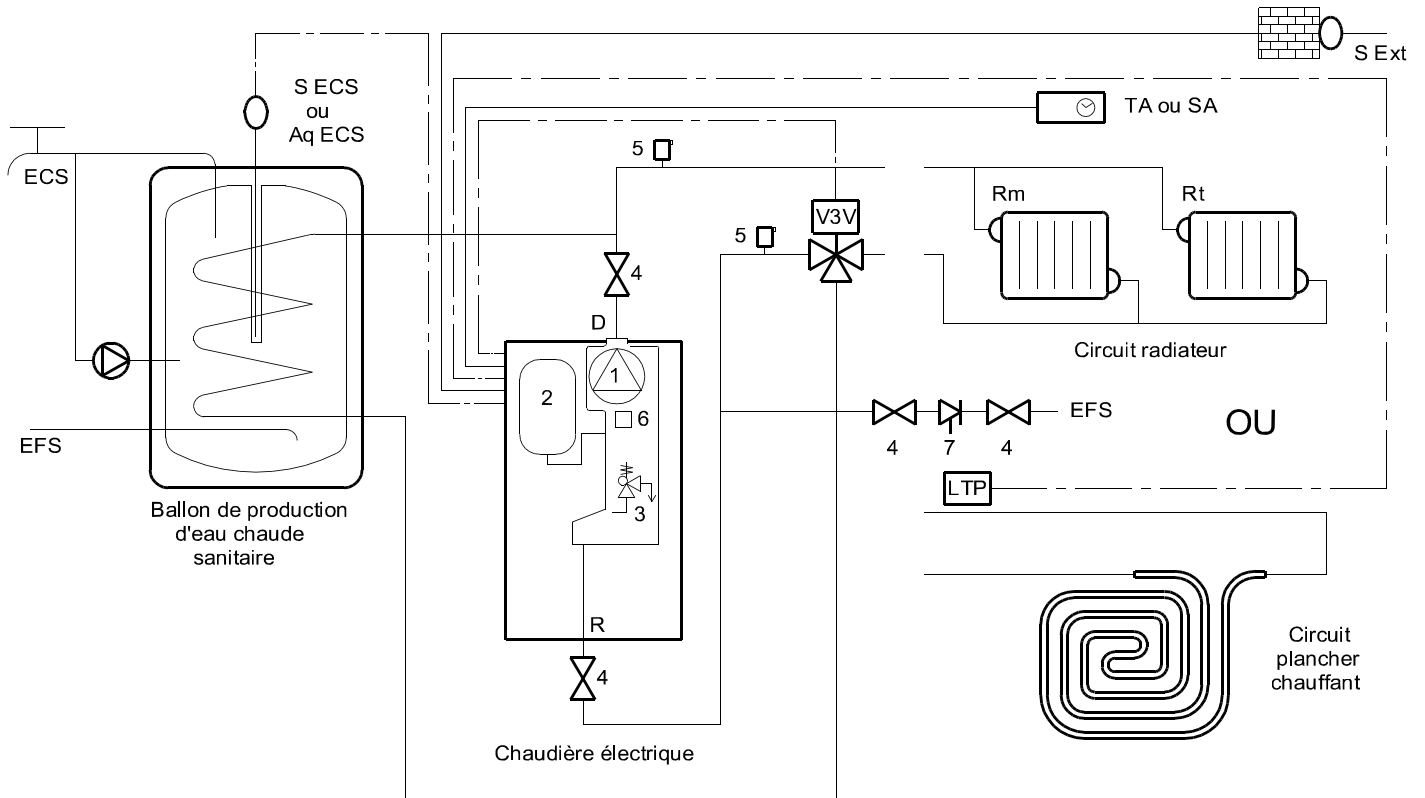 S Ext
S ECS
ou
Aq ECS
TA ou SA
5
ECS
Rm
Rt
V3V
5
4
D
Circuit radiateur
1
2
6
EFS
OU
EFS
4
7
4
LTP
3
Ballon de production
d'eau chaude
sanitaire
R
Circuit
plancher
chauffant
4
Chaudière électrique